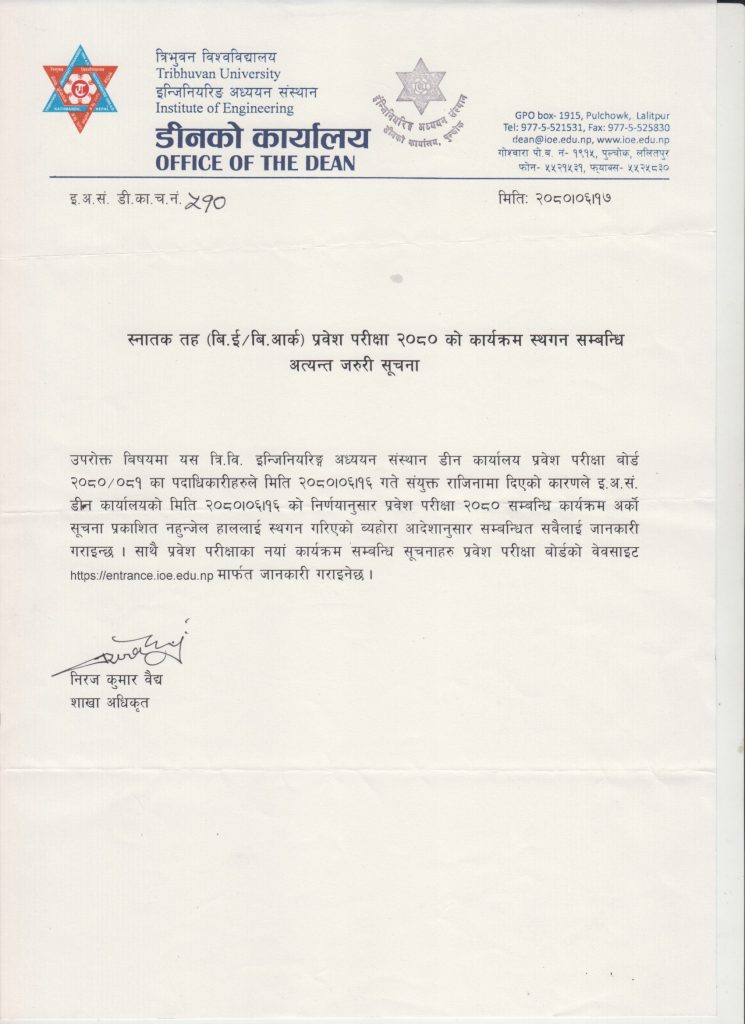 त्रिभुवन विश्वविद्यालय
Tribhuvan University
इन्जिनियरिङ अध्ययन संस्थान
Institute of Engineering
डीनको कार्यालय
OFFICE OF THE DEAN
इन्जिनियरिङ अध्ययन संस्थान
डीनको कार्यालय, पुल्चोक
GPO box- 1915, Pulchowk, Lalitpur
Tel: 977-5-521531, Fax: 977-5-525830
dean@ioe.edu.np, www.ioe.edu.np
गोश्वारा पो.ब. नं- १९१५, पुल्चोक, ललितपुर
फोन- ५५२१५३१, फ्याक्स- ५५२५८३०
इ.अ.सं. डी.का.च.नं. ५१०
मिति: २०८०।०६।१७
स्नातक तह (बि.ई/बि.आर्क) प्रवेश परीक्षा २०८० को कार्यक्रम स्थगन सम्बन्धि
अत्यन्त जरुरी सूचना
उपरोक्त बिषयमा यस त्रि.वि. इन्जिनियरिङ्ग अध्ययन संस्थान डीन कार्यालय प्रवेश परीक्षा बोर्ड
२०८०/०८१ का पदाधिकारीहरुले मिति २०८०।०६।१६ गते संयुक्त राजिनामा दिएको कारणले इ.अ.सं.
डीन कार्यालयको मिति २०८०।०६।१६ को निर्णयानुसार प्रवेश परीक्षा २०८० सम्बन्धि कार्यक्रम अर्को
सूचना प्रकाशित नहुन्जेल हाललाई स्थगन गरिएको व्यहोरा आदेशानुसार सम्बन्धित सबैलाई जानकारी
गराइन्छ । साथै प्रवेश परीक्षाका नयां कार्यक्रम सम्बन्धि सूचनाहरु प्रवेश परीक्षा बोर्डको वेवसाइट
https://entrance.ioe.edu.np मार्फत जानकारी गराइनेछ ।
निरज कुमार वैद्य
शाखा अधिकृत